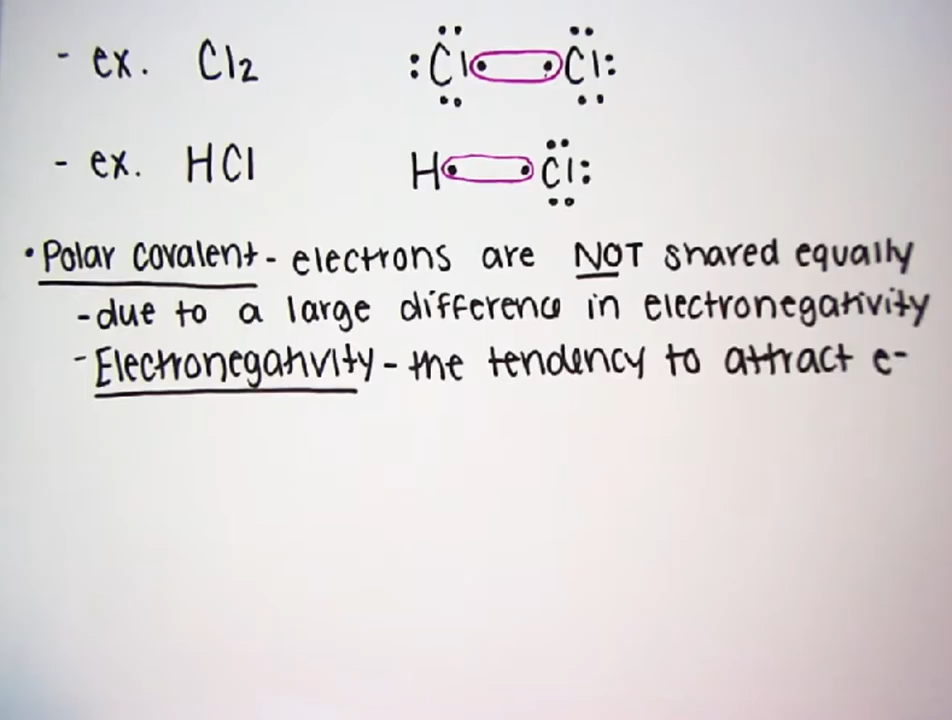 - ex. Cl2 :Cl Cl:
- ex. HCl H Cl:
• Polar covalent - electrons are NOT shared equally
- due to a large difference in electronegativity
- Electronegativity - the tendency to attract e-